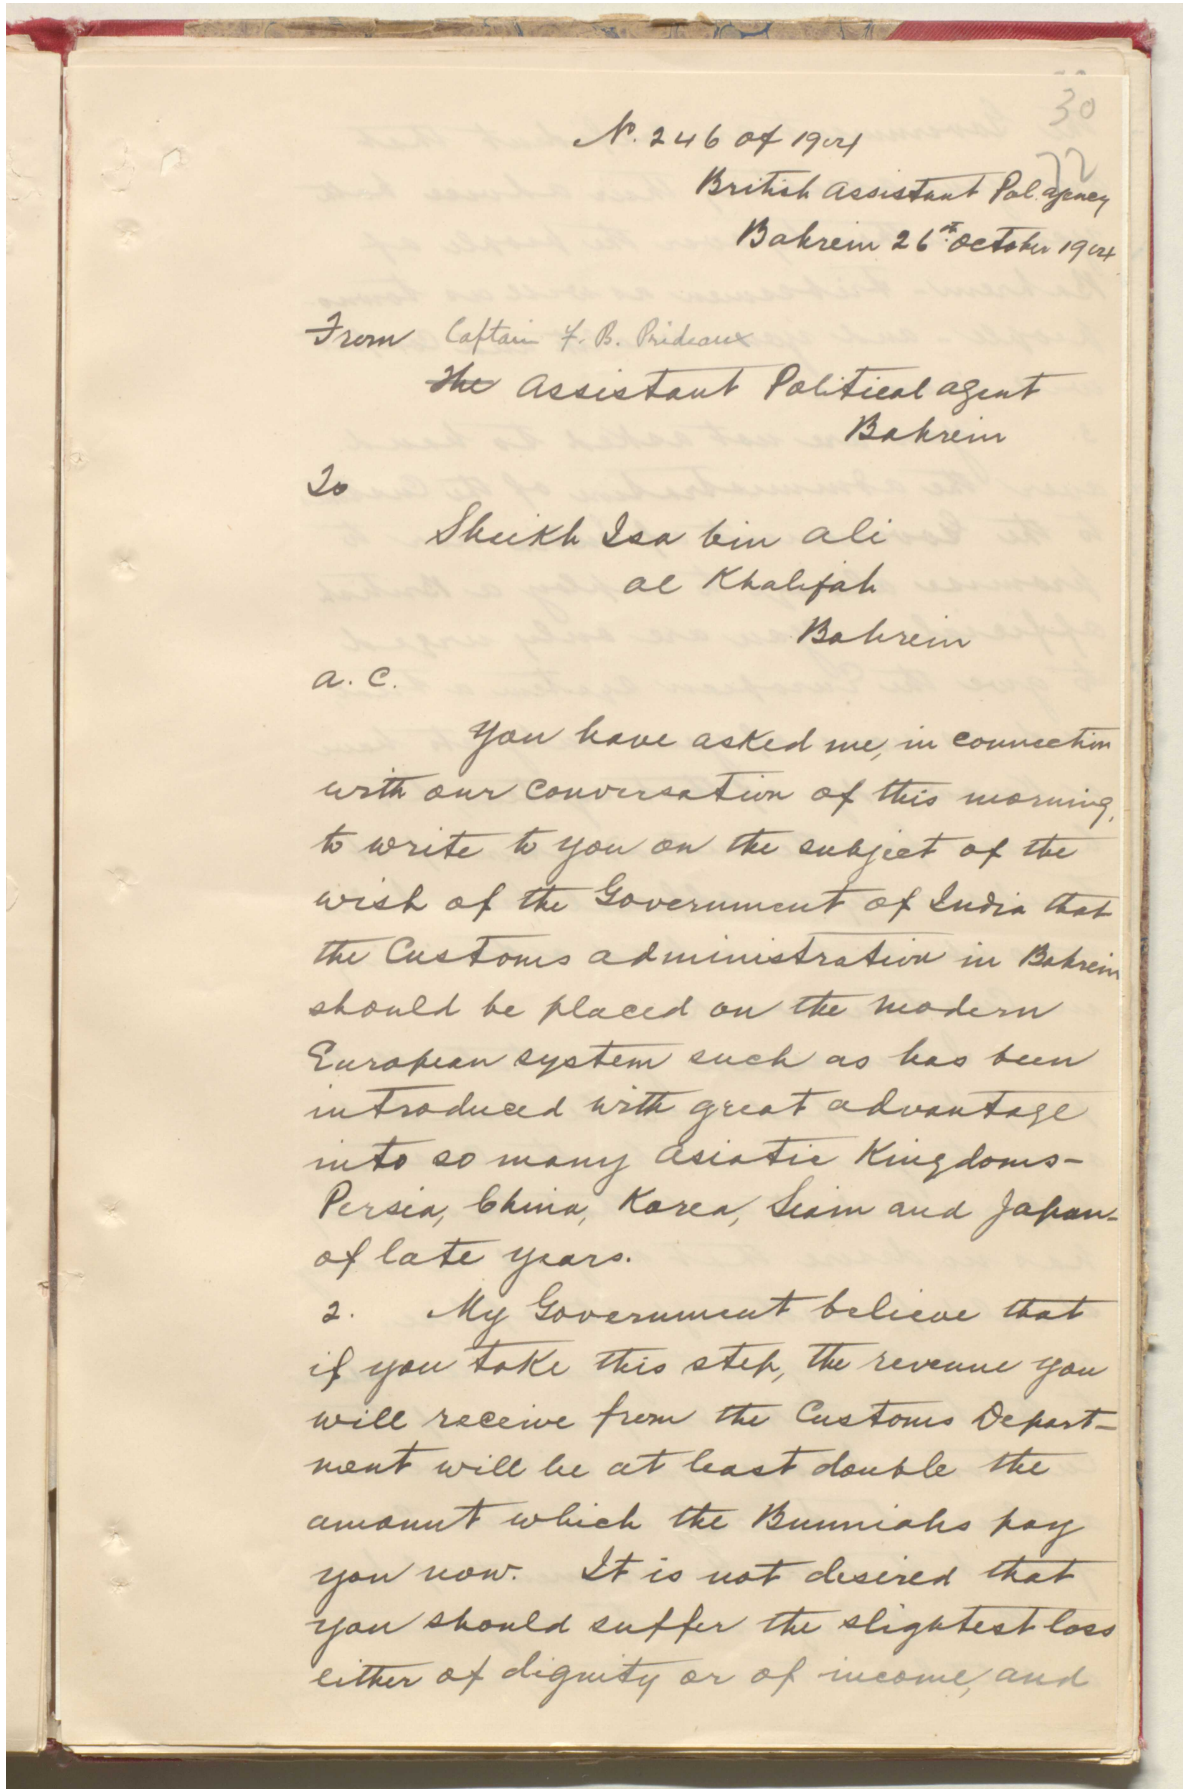 30
72
No. 246 of 1904
British Assistant Pol. Agency
Bahrein 26th October 1904
From Captain F. B. Prideaux
The Assistant Political Agent
Bahrein
To
Sheikh Isa bin Ali
al Khalifah
Bahrein
A. C.
You have asked me, in connection
with our conversation of this morning,
to write to you on the subject of the
wish of the Government of India that
the Customs administration in Bahrein
should be placed on the modern
European system such as has been
introduced with great advantage
into so many Asiatic Kingdoms -
Persia, China, Korea, Siam and Japan -
of late years.
2. My Government believe that
if you take this step, the revenue you
will receive from the Customs Depart-
ment will be at least double the
amount which the Bunniahs pay
you now. It is not desired that
you should suffer the slightest loss
either of dignity or of income, and